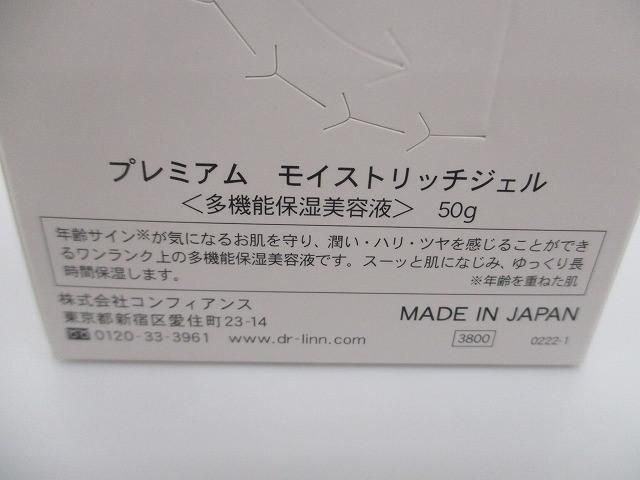 プレミアム　モイストリッチジェル
＜多機能保湿美容液＞　50g
年齢サイン※が気になるお肌を守り、潤い・ハリ・ツヤを感じることができ
るワンランク上の多機能保湿美容液です。スーッと肌になじみ、ゆっくり長
時間保湿します。　※年齢を重ねた肌
株式会社コンフィアンス
東京都新宿区愛住町23-14
0120-33-3961　www.dr-linn.com
MADE IN JAPAN
3800　0222-1